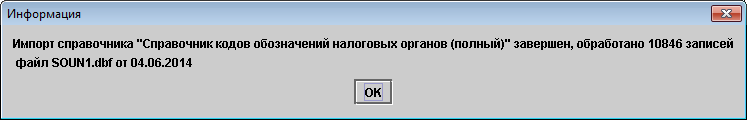 Информация
Импорт справочника "Справочник кодов обозначений налоговых органов (полный)" завершен, обработано 10846 записей
файл SOUN1.dbf от 04.06.2014
OK